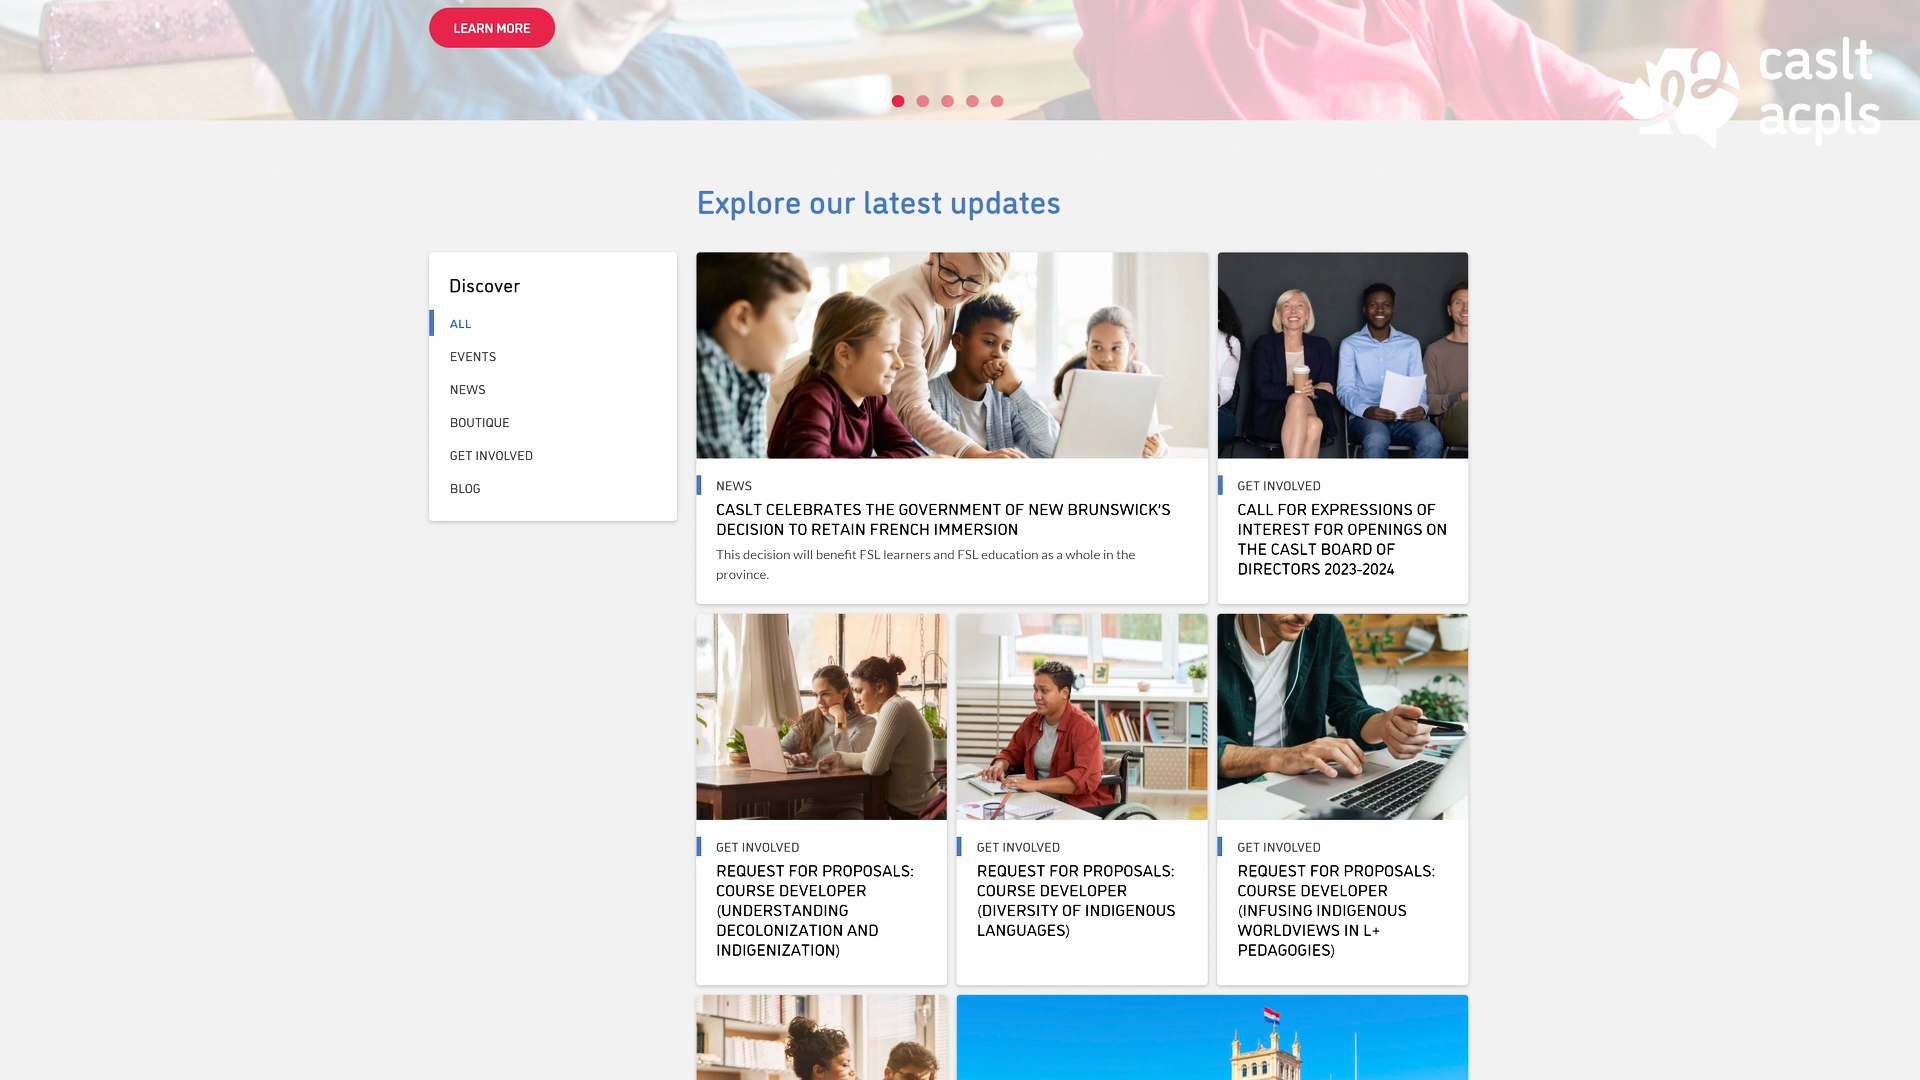 LEARN MORE
caslt
acpls
Explore our latest updates
Discover
ALL
EVENTS
NEWS
BOUTIQUE
GET INVOLVED
BLOG
NEWS
CASLT CELEBRATES THE GOVERNMENT OF NEW BRUNSWICK'S
DECISION TO RETAIN FRENCH IMMERSION
This decision will benefit FSL learners and FSL education as a whole in the
province.
GET INVOLVED
CALL FOR EXPRESSIONS OF
INTEREST FOR OPENINGS ON
THE CASLT BOARD OF
DIRECTORS 2023-2024
GET INVOLVED
REQUEST FOR PROPOSALS:
COURSE DEVELOPER
(UNDERSTANDING
DECOLONIZATION AND
INDIGENIZATION)
GET INVOLVED
REQUEST FOR PROPOSALS:
COURSE DEVELOPER
(DIVERSITY OF INDIGENOUS
LANGUAGES)
GET INVOLVED
REQUEST FOR PROPOSALS:
COURSE DEVELOPER
(INFUSING INDIGENOUS
WORLDVIEWS IN L+
PEDAGOGIES)